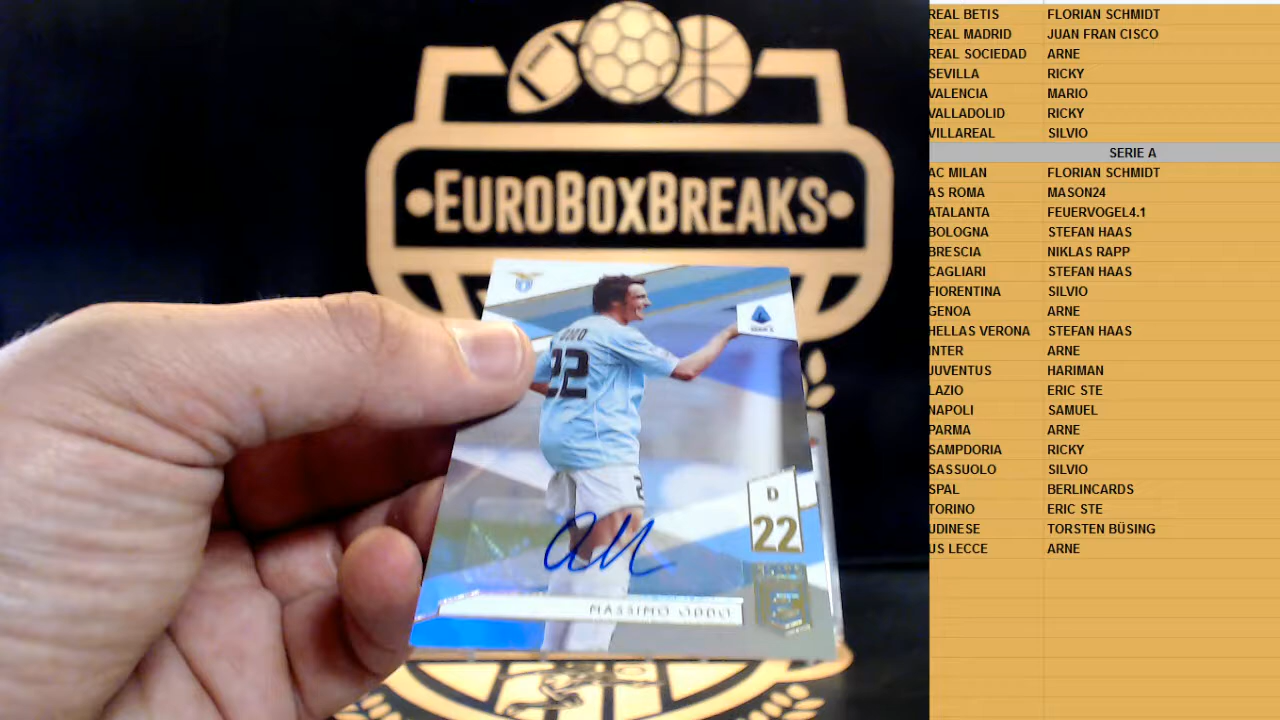 EUROBOXBREAKS
ODDO
22
D
22
MASSIMO ODDO
REAL BETIS FLORIAN SCHMIDT
REAL MADRID JUAN FRAN CISCO
REAL SOCIEDAD ARNE
SEVILLA RICKY
VALENCIA MARIO
VALLADOLID RICKY
VILLAREAL SILVIO
SERIE A
AC MILAN FLORIAN SCHMIDT
AS ROMA MASON24
ATALANTA FEUERVOGEL4.1
BOLOGNA STEFAN HAAS
BRESCIA NIKLAS RAPP
CAGLIARI STEFAN HAAS
FIORENTINA SILVIO
GENOA ARNE
HELLAS VERONA STEFAN HAAS
INTER ARNE
JUVENTUS HARIMAN
LAZIO ERIC STE
NAPOLI SAMUEL
PARMA ARNE
SAMPDORIA RICKY
SASSUOLO SILVIO
SPAL BERLINCARDS
TORINO ERIC STE
UDINESE TORSTEN BÜSING
US LECCE ARNE